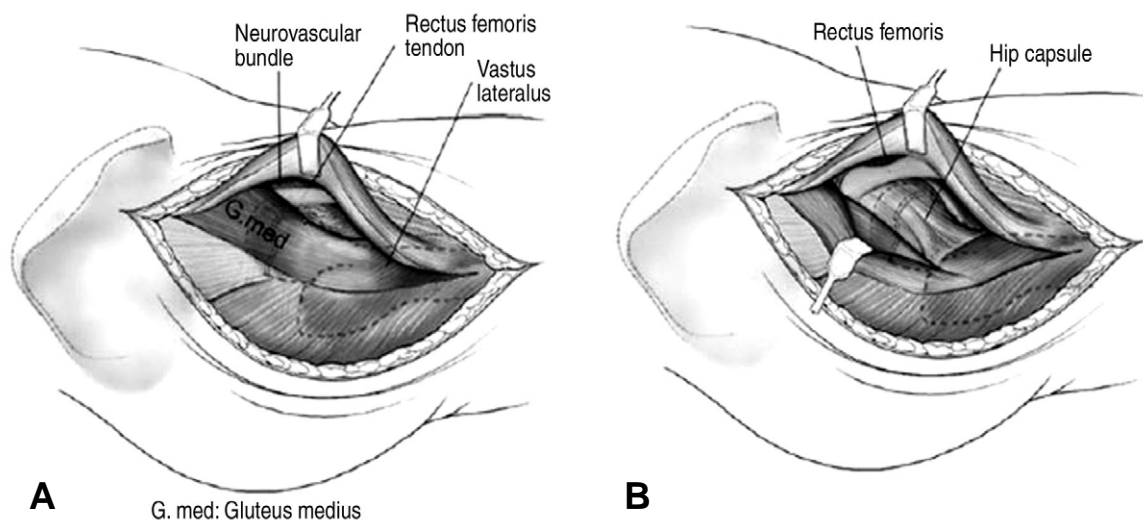 Neurovascular
bundle
Rectus femoris
tendon
Vastus
lateralus
G.med
A
G. med: Gluteus medius
Rectus femoris
Hip capsule
B